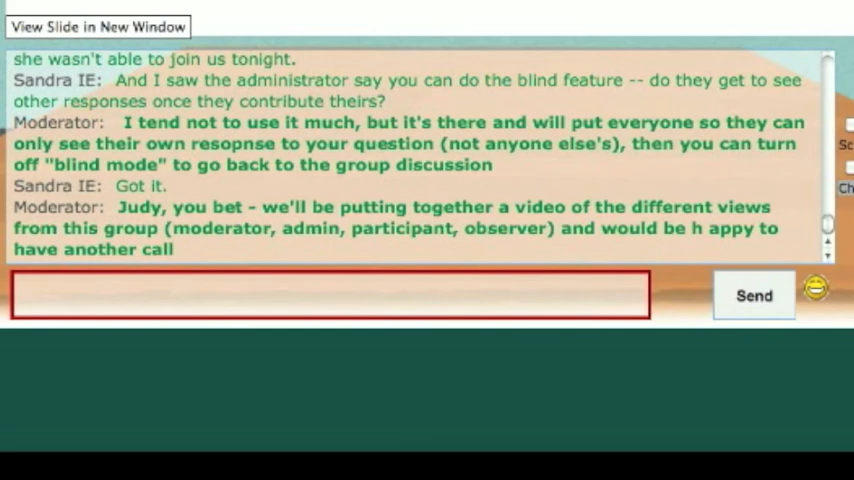 View Slide in New Window
she wasn't able to join us tonight.
Sandra IE: And I saw the administrator say you can do the blind feature -- do they get to see
other responses once they contribute theirs?
Moderator: I tend not to use it much, but it's there and will put everyone so they can
only see their own resopnse to your question (not anyone else's), then you can turn
off "blind mode" to go back to the group discussion
Sandra IE: Got it.
Moderator: Judy, you bet - we'll be putting together a video of the different views
from this group (moderator, admin, participant, observer) and would be h appy to
have another call
Send
Sc
Ch